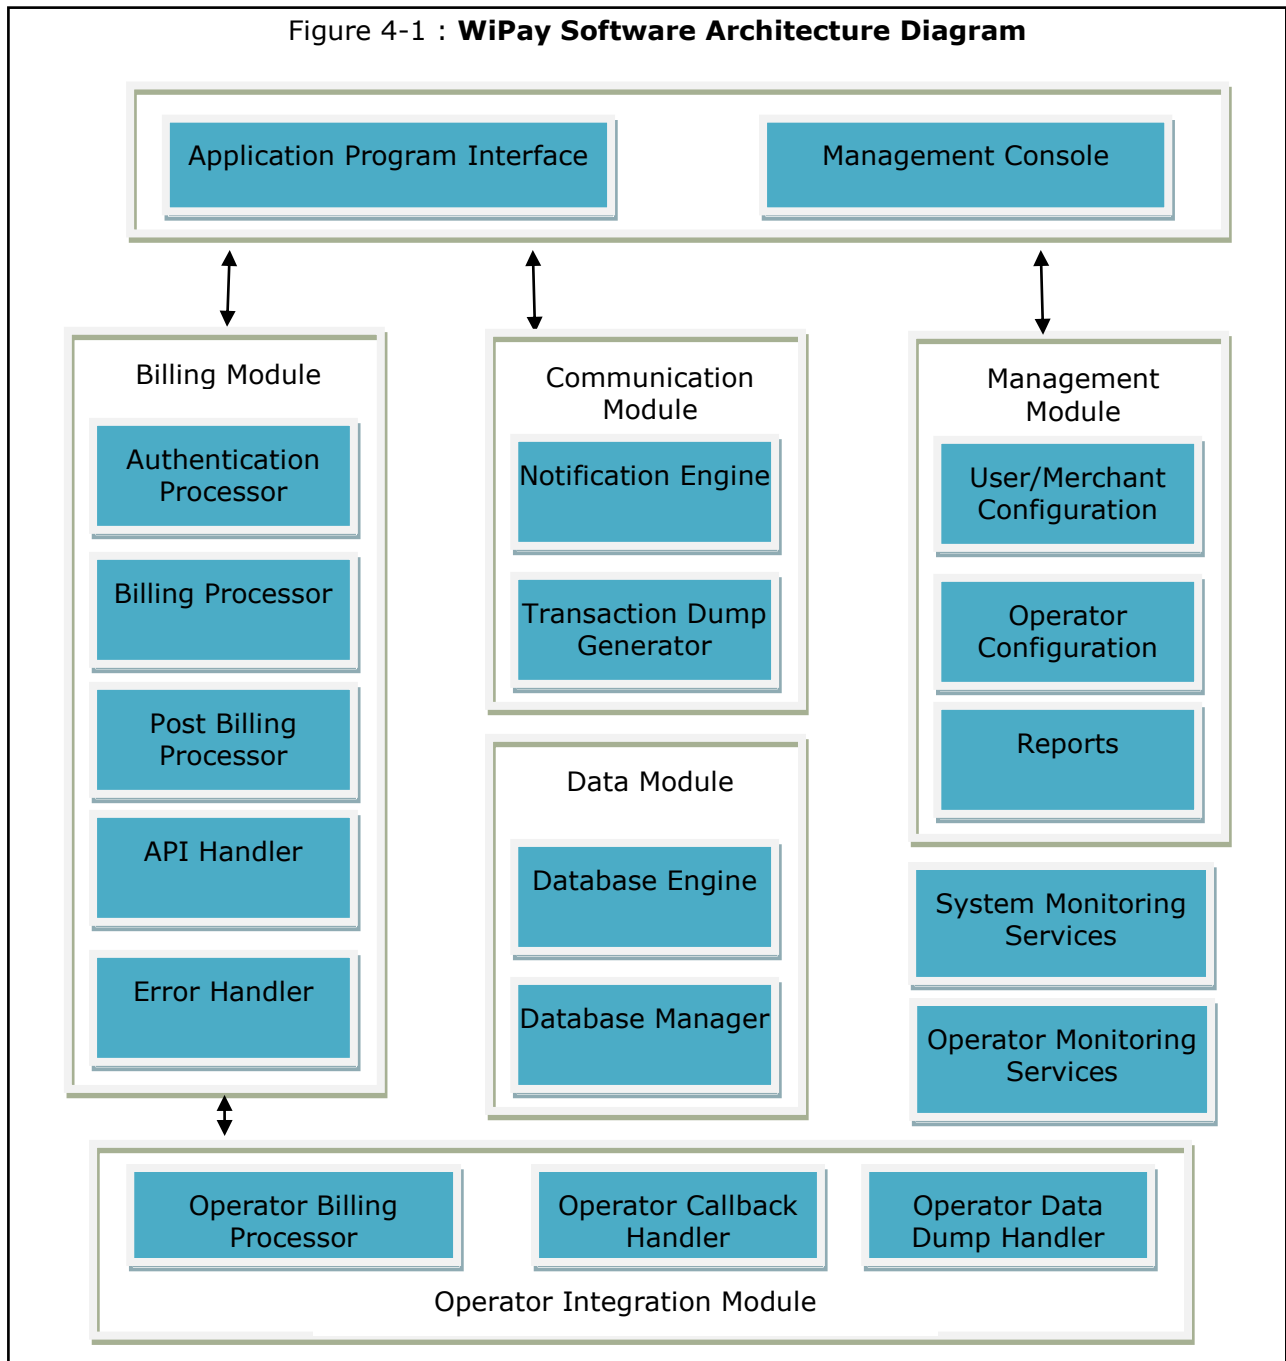 Figure 4-1 : WiPay Software Architecture Diagram
Application Program Interface
Management Console
Billing Module
Authentication
Processor
Billing Processor
Post Billing
Processor
API Handler
Error Handler
Communication
Module
Notification Engine
Transaction Dump
Generator
Data Module
Database Engine
Database Manager
Management
Module
User/Merchant
Configuration
Operator
Configuration
Reports
System Monitoring
Services
Operator Monitoring
Services
Operator Billing
Processor
Operator Callback
Handler
Operator Data
Dump Handler
Operator Integration Module